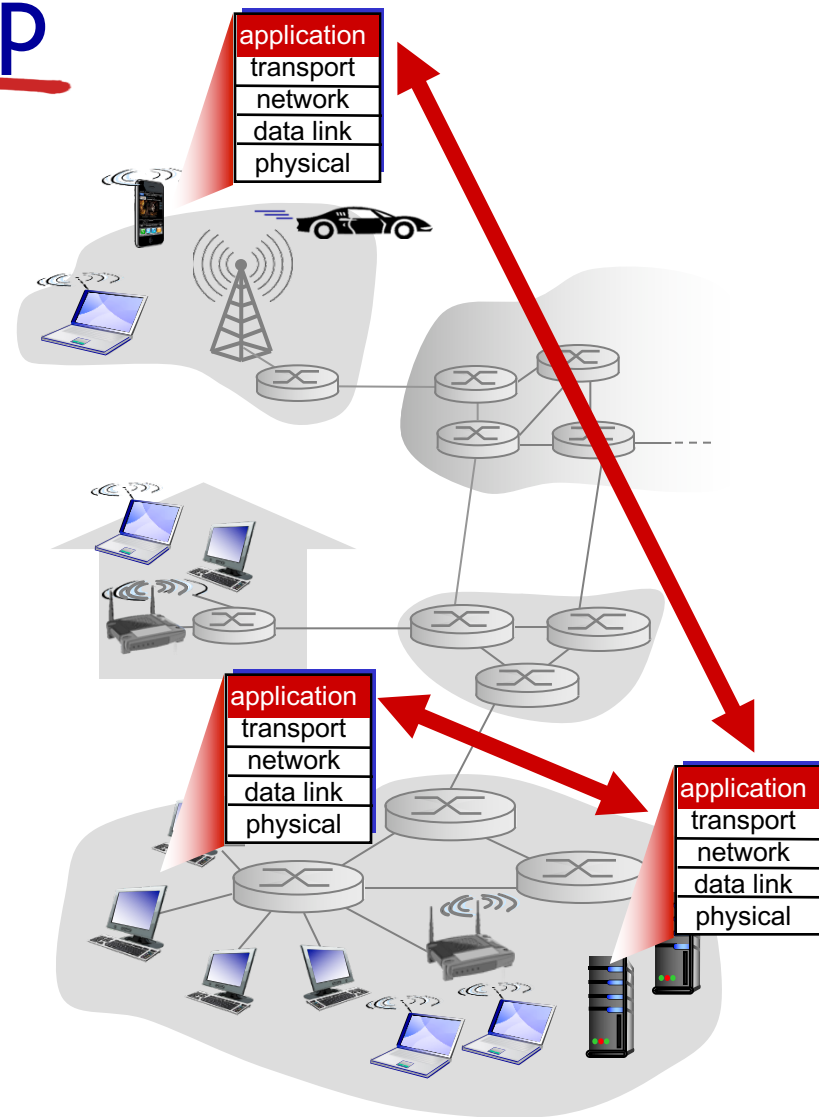 p
application
transport
network
data link
physical
application
transport
network
data link
physical
application
transport
network
data link
physical